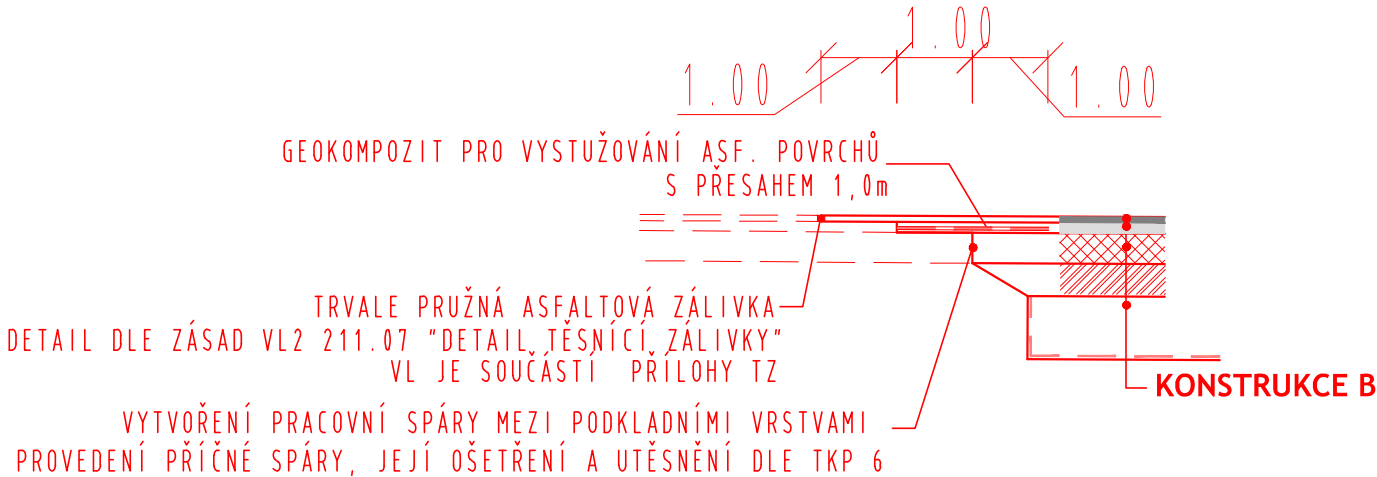 1.00
1.00
1.00
GEOKOMPOZIT PRO VYSTUŽOVÁNÍ ASF. POVRCHŮ
S PŘESAHEM 1,0m
TRVALE PRUŽNÁ ASFALTOVÁ ZÁLIVKA
DETAIL DLE ZÁSAD VL2 211.07 "DETAIL TĚSNÍCÍ ZÁLIVKY"
VL JE SOUČÁSTÍ PŘÍLOHY TZ
KONSTRUKCE B
VYTVOŘENÍ PRACOVNÍ SPÁRY MEZI PODKLADNÍMI VRSTVAMI
PROVEDENÍ PŘÍČNÉ SPÁRY, JEJÍ OŠETŘENÍ A UTĚSNĚNÍ DLE TKP 6